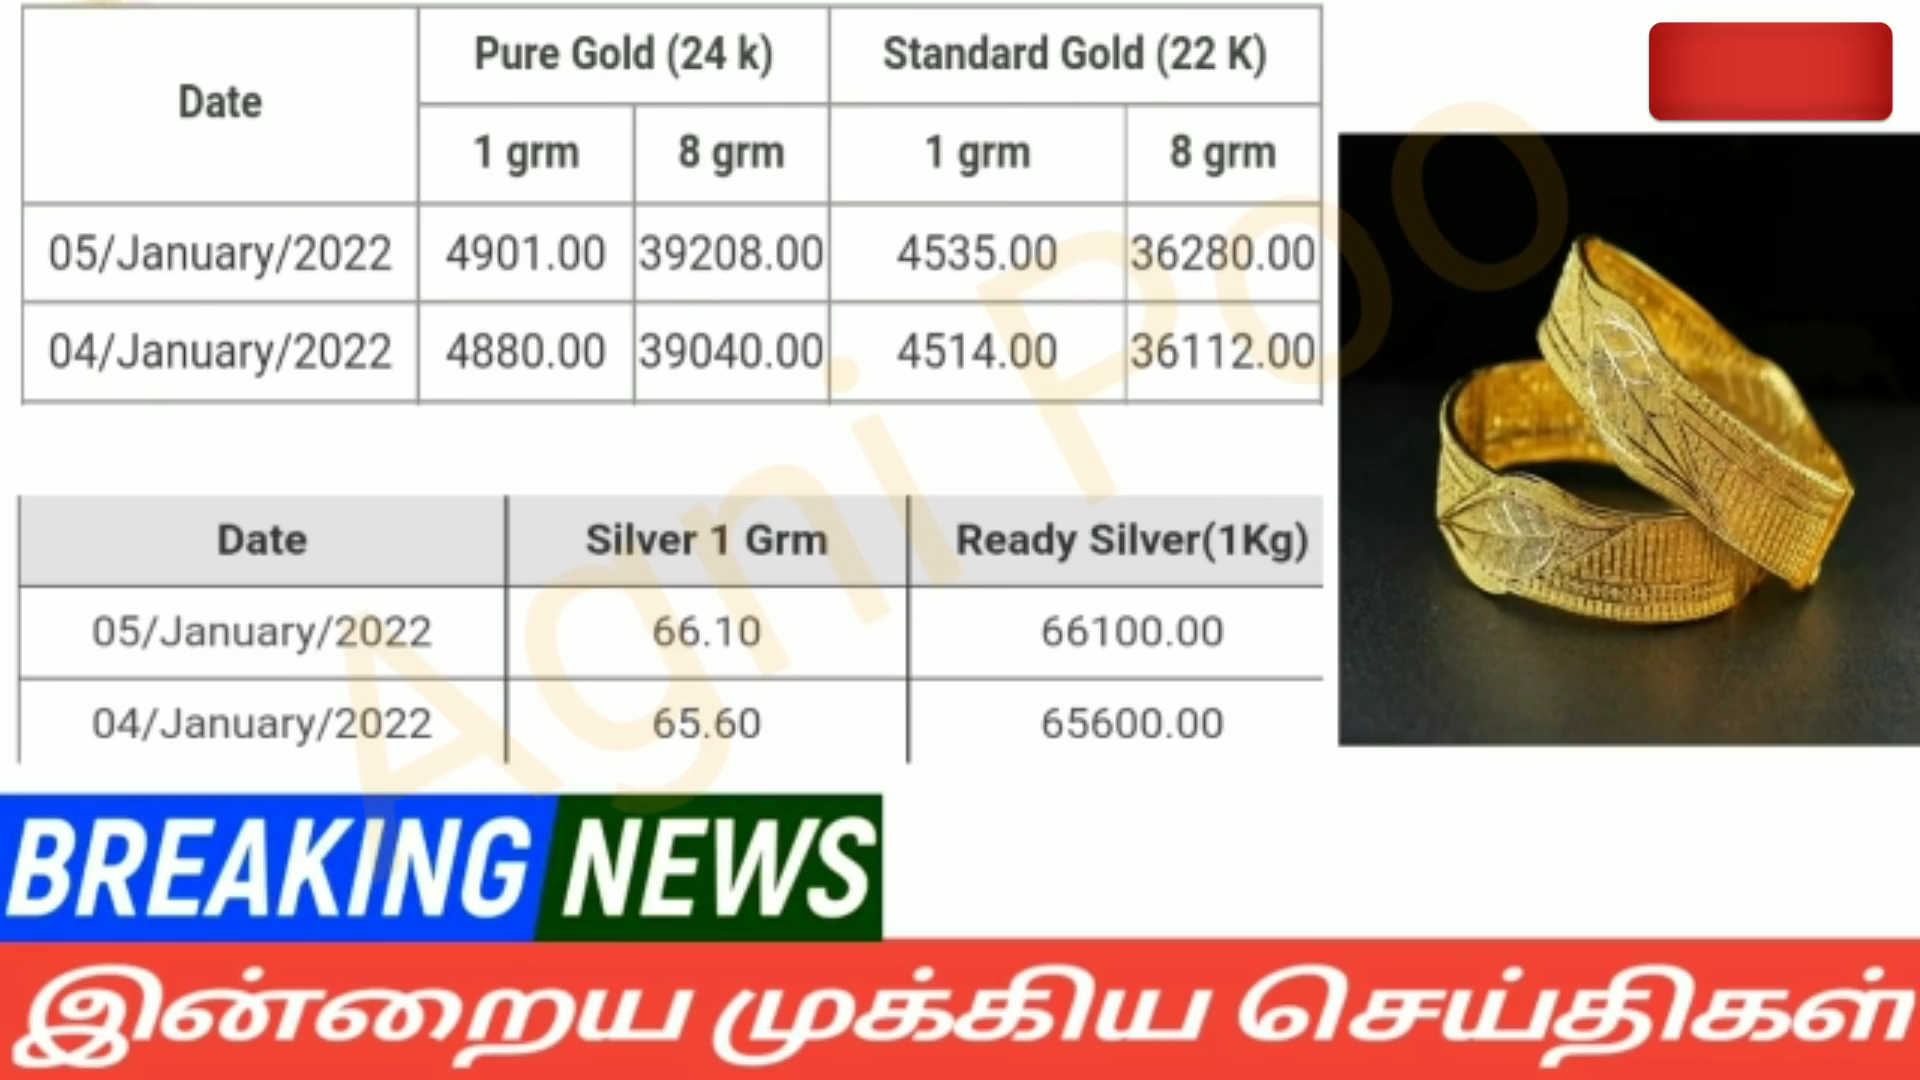 Date Pure Gold (24 k) Standard Gold (22 K)
1 grm 8 grm 1 grm 8 grm
05/January/2022 4901.00 39208.00 4535.00 36280.00
04/January/2022 4880.00 39040.00 4514.00 36112.00
Date Silver 1 Grm Ready Silver(1Kg)
05/January/2022 66.10 66100.00
04/January/2022 65.60 65600.00
Agni Poo
BREAKING NEWS
இன்றைய முக்கிய செய்திகள்